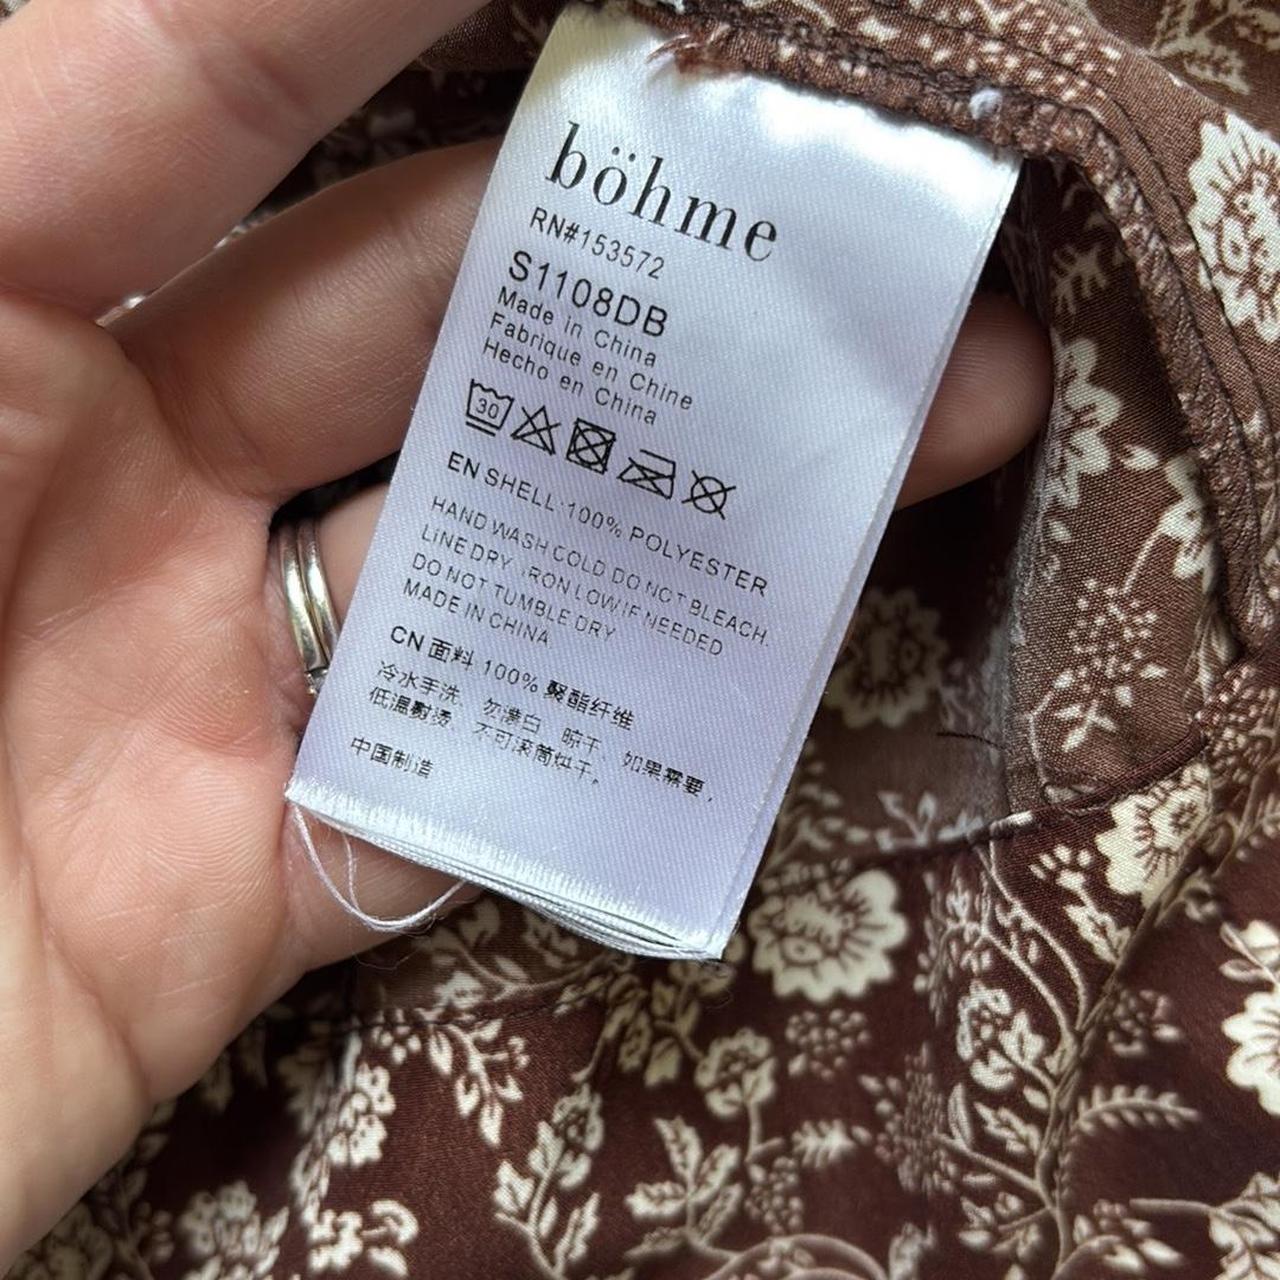 böhme
RN#153572
S1108DB
Made in China
Fabrique en Chine
Hecho en China
30
EN SHELL:100% POLYESTER
HAND WASH COLD DO NOT BLEACH.
LINE DRY, IRON LOW IF NEEDED
DO NOT TUMBLE DRY
MADE IN CHINA
CN 面料 100% 聚酯纤维
冷水手洗 勿漂白 晾干、如果需要,
低温熨烫, 不可滚筒烘干。
中国制造